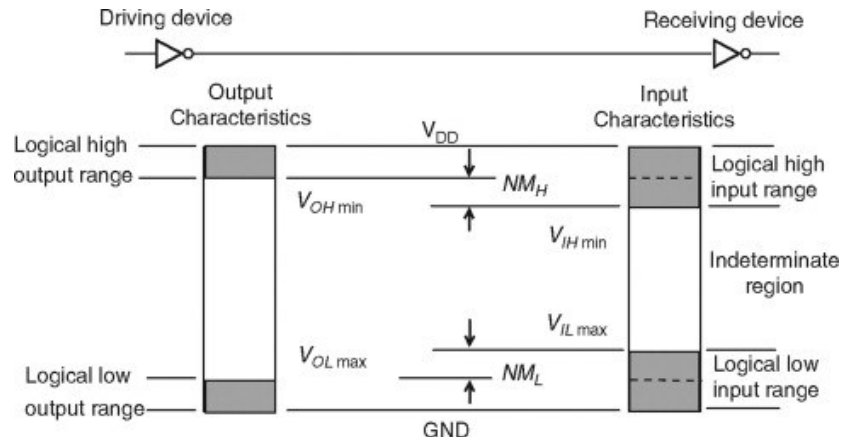 Driving device
Receiving device
Output
Characteristics
Input
Characteristics
Logical high
output range
V_DD
NM_H
V_OH min
V_IH min
Logical high
input range
Indeterminate
region
V_IL max
V_OL max
NM_L
Logical low
output range
Logical low
input range
GND